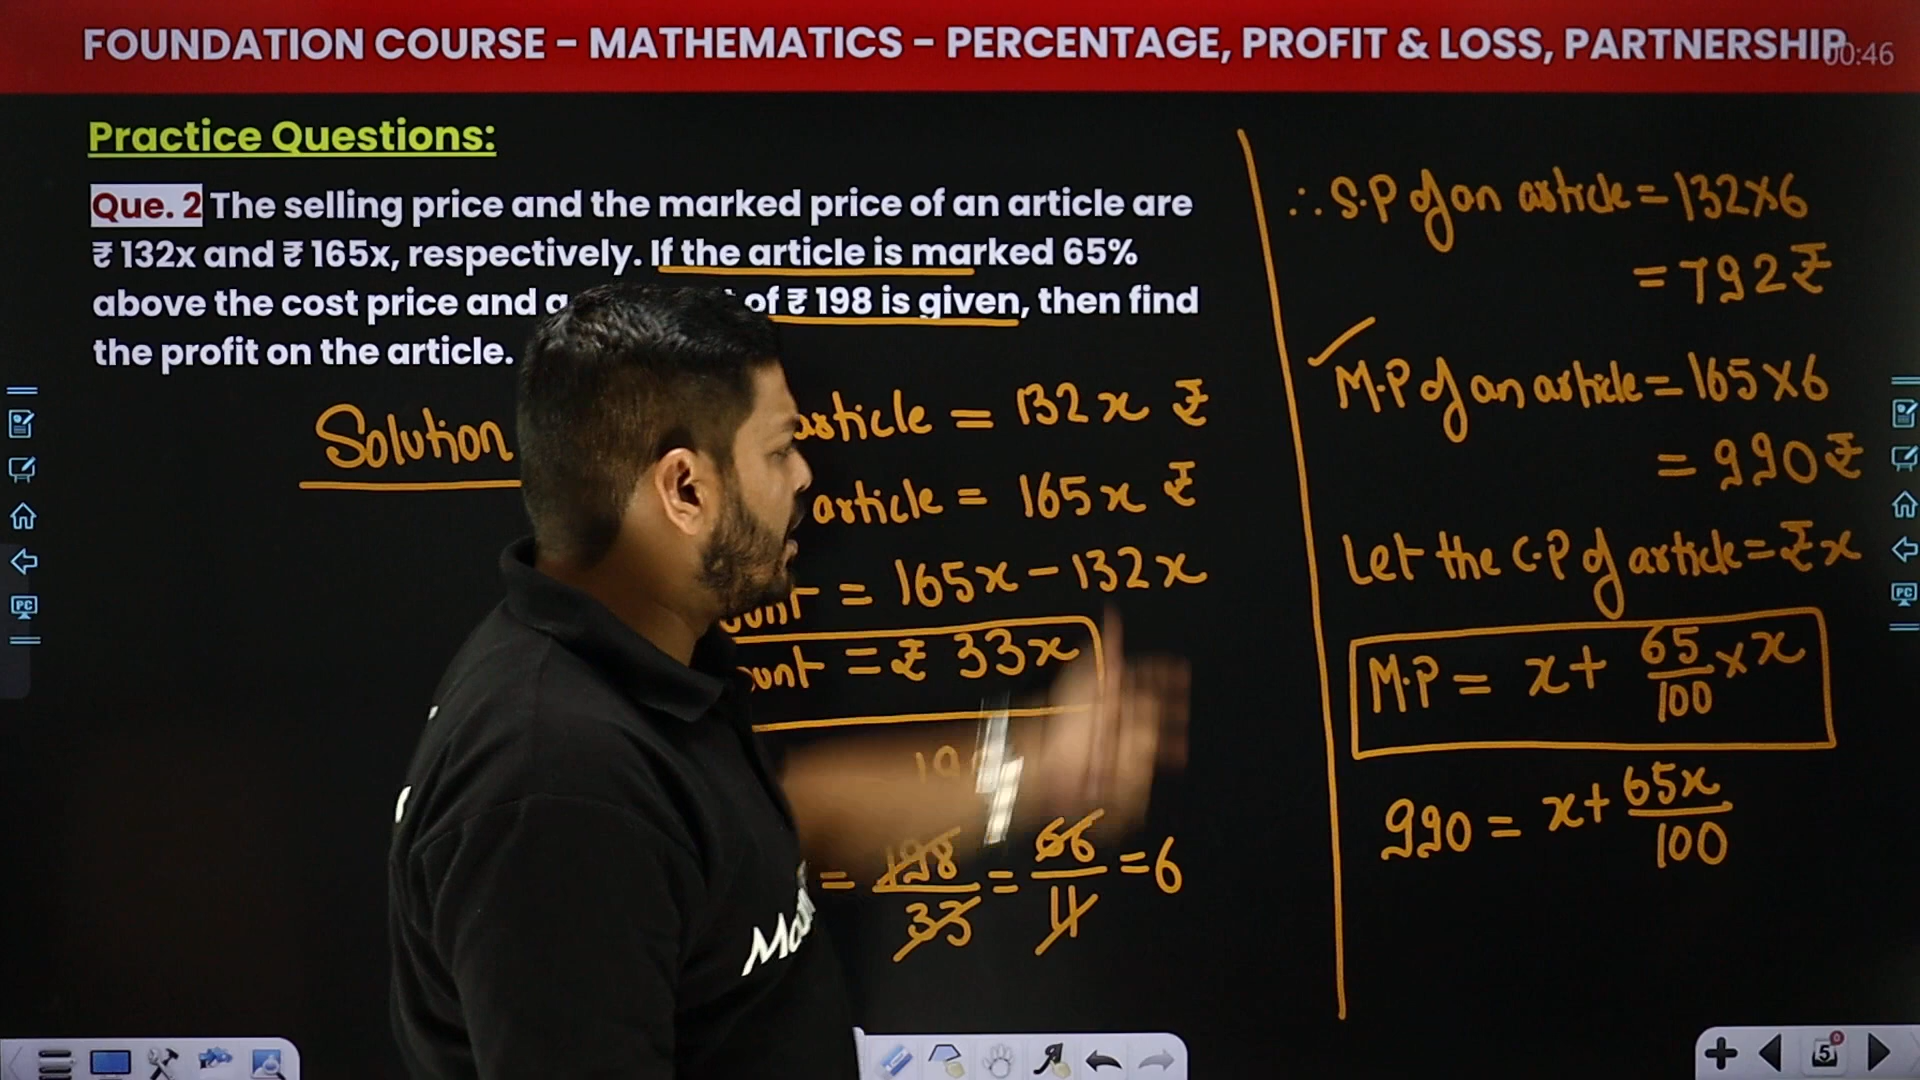 FOUNDATION COURSE - MATHEMATICS - PERCENTAGE, PROFIT & LOSS, PARTNERSHIP
00:46
Practice Questions:
Que. 2 The selling price and the marked price of an article are
₹ 132x and ₹ 165x, respectively. If the article is marked 65%
above the cost price and of ₹ 198 is given, then find
the profit on the article.
Solution
article = 132x ₹
article = 165x ₹
= 165x - 132x
= ₹ 33x
= 198/33 = 66/11 = 6
∴ S.P of an article = 132×6
= 792 ₹
M.P of an article = 165×6
= 990 ₹
Let the C.P of article = ₹x
M.P = x + 65/100 × x
990 = x + 65x/100
PC
PC
5
0